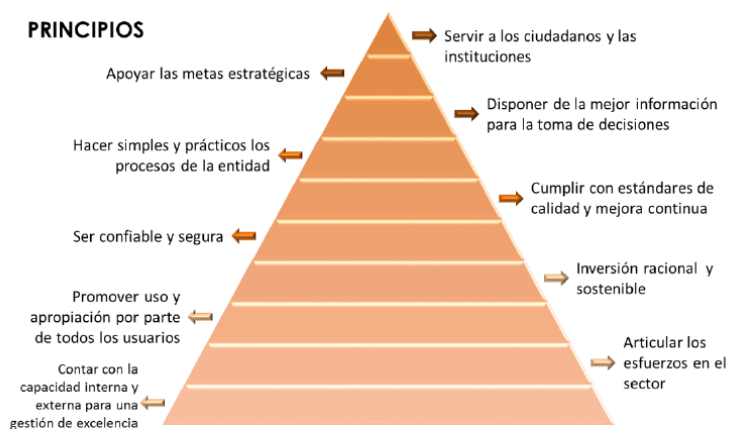 PRINCIPIOS
Servir a los ciudadanos y las
instituciones
Apoyar las metas estratégicas
Disponer de la mejor información
para la toma de decisiones
Hacer simples y prácticos los
procesos de la entidad
Cumplir con estándares de
calidad y mejora continua
Ser confiable y segura
Inversión racional y
sostenible
Promover uso y
apropiación por parte
de todos los usuarios
Articular los
esfuerzos en el
sector
Contar con la
capacidad interna y
externa para una
gestión de excelencia